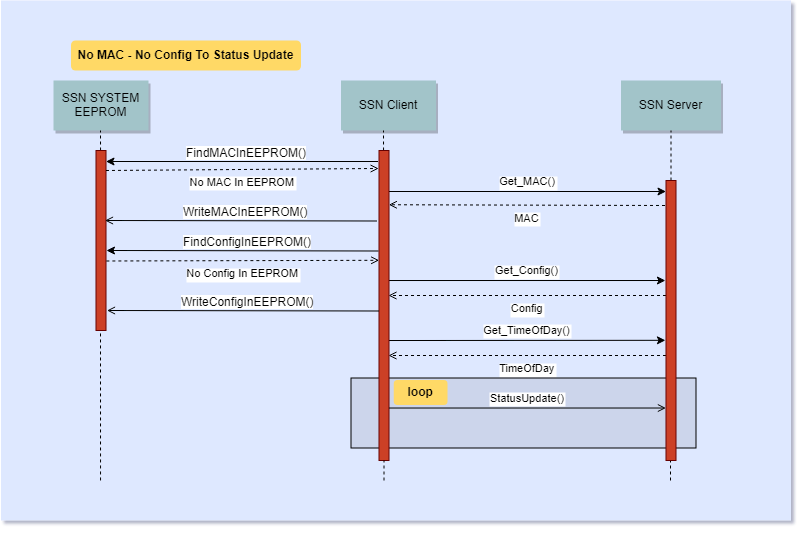 No MAC - No Config To Status Update
SSN SYSTEM
EEPROM
SSN Client
SSN Server
FindMACInEEPROM()
No MAC In EEPROM
Get_MAC()
MAC
WriteMACInEEPROM()
FindConfigInEEPROM()
No Config In EEPROM
Get_Config()
Config
WriteConfigInEEPROM()
Get_TimeOfDay()
TimeOfDay
loop
StatusUpdate()